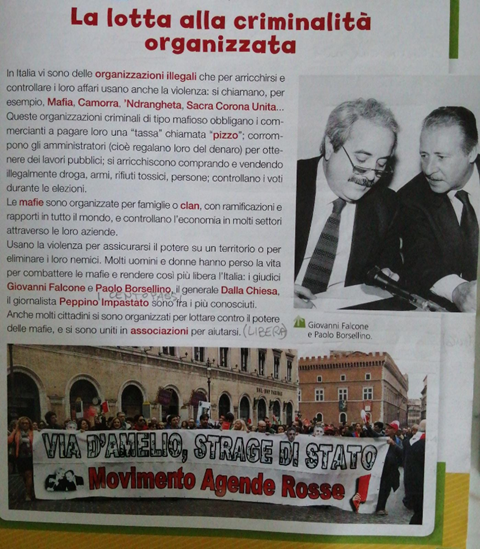 La lotta alla criminalità
organizzata
In Italia vi sono delle organizzazioni illegali che per arricchirsi e
controllare i loro affari usano anche la violenza: si chiamano, per
esempio, Mafia, Camorra, 'Ndrangheta, Sacra Corona Unita...
Queste organizzazioni criminali di tipo mafioso obbligano i com-
mercianti a pagare loro una "tassa" chiamata "pizzo"; corrom-
pono gli amministratori (cioè regalano loro del denaro) per otte-
nere dei lavori pubblici; si arricchiscono comprando e vendendo
illegalmente droga, armi, rifiuti tossici, persone; controllano i voti
durante le elezioni.
Le mafie sono organizzate per famiglie o clan, con ramificazioni e
rapporti in tutto il mondo, e controllano l'economia in molti settori
attraverso le loro aziende.
Usano la violenza per assicurarsi il potere su un territorio o per
eliminare i loro nemici. Molti uomini e donne hanno perso la vita
per combattere le mafie e rendere così più libera l'Italia: i giudici
Giovanni Falcone e Paolo Borsellino, il generale Dalla Chiesa,
I CENTOPASSI
il giornalista Peppino Impastato sono fra i più conosciuti.
Anche molti cittadini si sono organizzati per lottare contro il potere
delle mafie, e si sono uniti in associazioni per aiutarsi. (LIBERA)
Giovanni Falcone
e Paolo Borsellino.
VIA D'AMELIO, STRAGE DI STATO
Movimento Agende Rosse